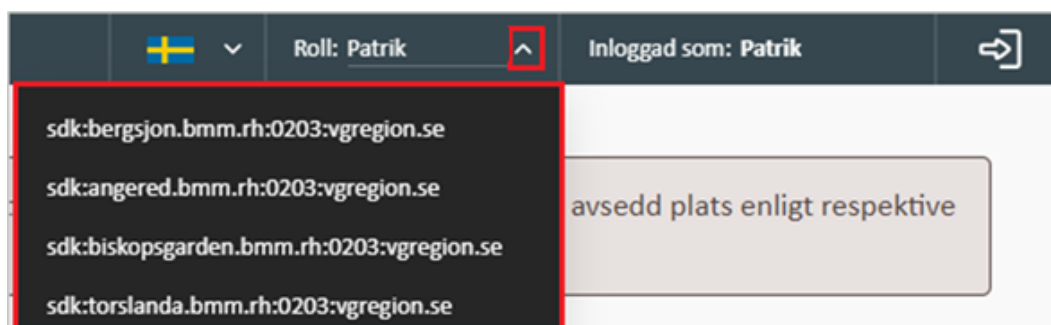 Roll: Patrik
Inloggad som: Patrik
sdk:bergsjon.bmm.rh:0203:vgregion.se
sdk:angered.bmm.rh:0203:vgregion.se
avsedd plats enligt respektive
sdk:biskopsgarden.bmm.rh:0203:vgregion.se
sdk:torslanda.bmm.rh:0203:vgregion.se